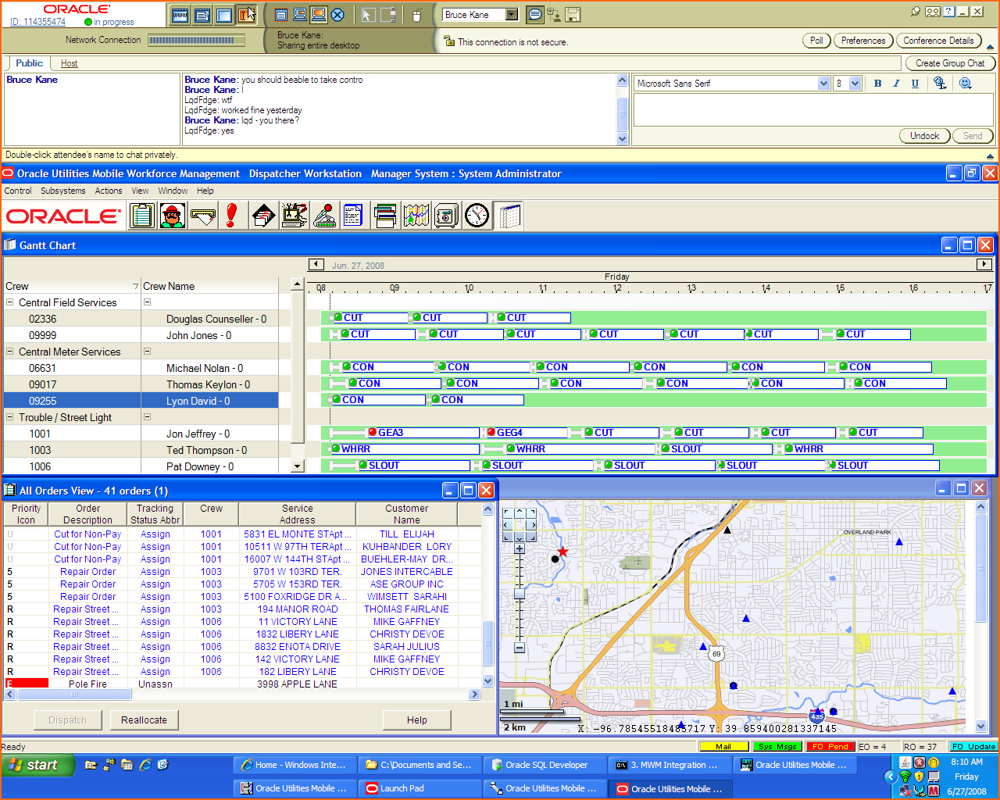 ORACLE
ID: 114355474
in progress
Bruce Kane
?
Network Connection
Bruce Kane:
Sharing entire desktop
This connection is not secure.
Poll
Preferences
Conference Details
Public
Host
Create Group Chat
Bruce Kane
Bruce Kane: you should beable to take contro
Bruce Kane: l
LqdFdge: wtf
LqdFdge: worked fine yesterday
Bruce Kane: lqd - you there?
LqdFdge: yes
Microsoft Sans Serif
8
B I U
Undock
Send
Double-click attendee's name to chat privately.
Oracle Utilities Mobile Workforce Management Dispatcher Workstation Manager System : System Administrator
Control Subsystems Actions View Window Help
ORACLE
Gantt Chart
Jun. 27, 2008
Friday
Crew
Crew Name
08 09 10 11 12 13 14 15 16 17
Central Field Services
02336 Douglas Counseller - 0 CUT CUT CUT
09999 John Jones - 0 CUT CUT CUT CUT CUT CUT CUT
Central Meter Services
06631 Michael Nolan - 0 CON CON CON CON CON CON
09017 Thomas Keylon - 0 CON CON CON CON CON CON
09255 Lyon David - 0 CON CON
Trouble / Street Light
1001 Jon Jeffrey - 0 GEA3 GEG4 CUT CUT CUT CUT
1003 Ted Thompson - 0 WHRR WHRR SLOUT WHRR
1006 Pat Downey - 0 SLOUT SLOUT SLOUT SLOUT SLOUT
All Orders View - 41 orders (1)
Priority Icon
Order Description
Tracking Status Abbr
Crew
Service Address
Customer Name
U Cut for Non-Pay Assign 1001 5831 EL MONTE STApt ... TILL ELIJAH
U Cut for Non-Pay Assign 1001 10511 W 97TH TERApt ... KUHBANDER LORY
U Cut for Non-Pay Assign 1001 16007 W 144TH STApt ... BUEHLER-MAY DR...
5 Repair Order Assign 1003 9701 W 103RD TER. JONES INTERCABLE
5 Repair Order Assign 1003 5705 W 153RD TER. ASE GROUP INC
5 Repair Order Assign 1003 5100 FOXRIDGE DR A... WIMSETT SARAHI
R Repair Street ... Assign 1003 194 MANOR ROAD THOMAS FAIRLANE
R Repair Street ... Assign 1006 11 VICTORY LANE MIKE GAFFNEY
R Repair Street ... Assign 1006 1832 LIBERY LANE CHRISTY DEVOE
R Repair Street ... Assign 1006 8832 ENOTA DRIVE SARAH JULIUS
R Repair Street ... Assign 1006 142 VICTORY LANE MIKE GAFFNEY
R Repair Street ... Assign 1006 182 LIBERY LANE CHRISTY DEVOE
E Pole Fire Unassn 3998 APPLE LANE
Dispatch
Reallocate
Help
OVERLAND PARK
69
435
1 mi
2 km
X: -96.78545518485717 Y: 39.859400281337145
Ready
Mail
Sys Msgs
FO Pend
EO = 4
RO = 37
FO Update
start
Home - Windows Inte...
C:\Documents and Se...
Oracle SQL Developer
3. MWM Integration ...
Oracle Utilities Mobile ...
Oracle Utilities Mobile ...
Launch Pad
Oracle Utilities Mobile ...
Oracle Utilities Mobile ...
8:10 AM
Friday
6/27/2008